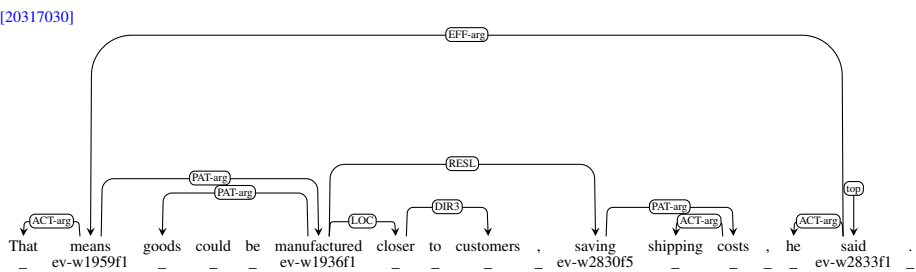 [20317030]
EFF-arg
RESL
PAT-arg
PAT-arg PAT-arg top
ACT-arg LOC DIR3 ACT-arg ACT-arg
That means goods could be manufactured closer to customers , saving shipping costs , he said .
_ ev-w1959f1 _ _ _ ev-w1936f1 _ _ _ _ ev-w2830f5 _ _ _ _ ev-w2833f1 _